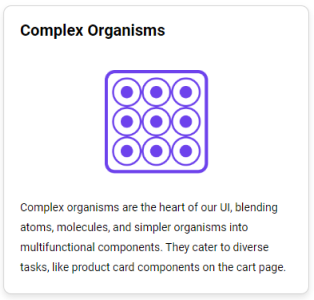 Complex Organisms
Complex organisms are the heart of our UI, blending
atoms, molecules, and simpler organisms into
multifunctional components. They cater to diverse
tasks, like product card components on the cart page.